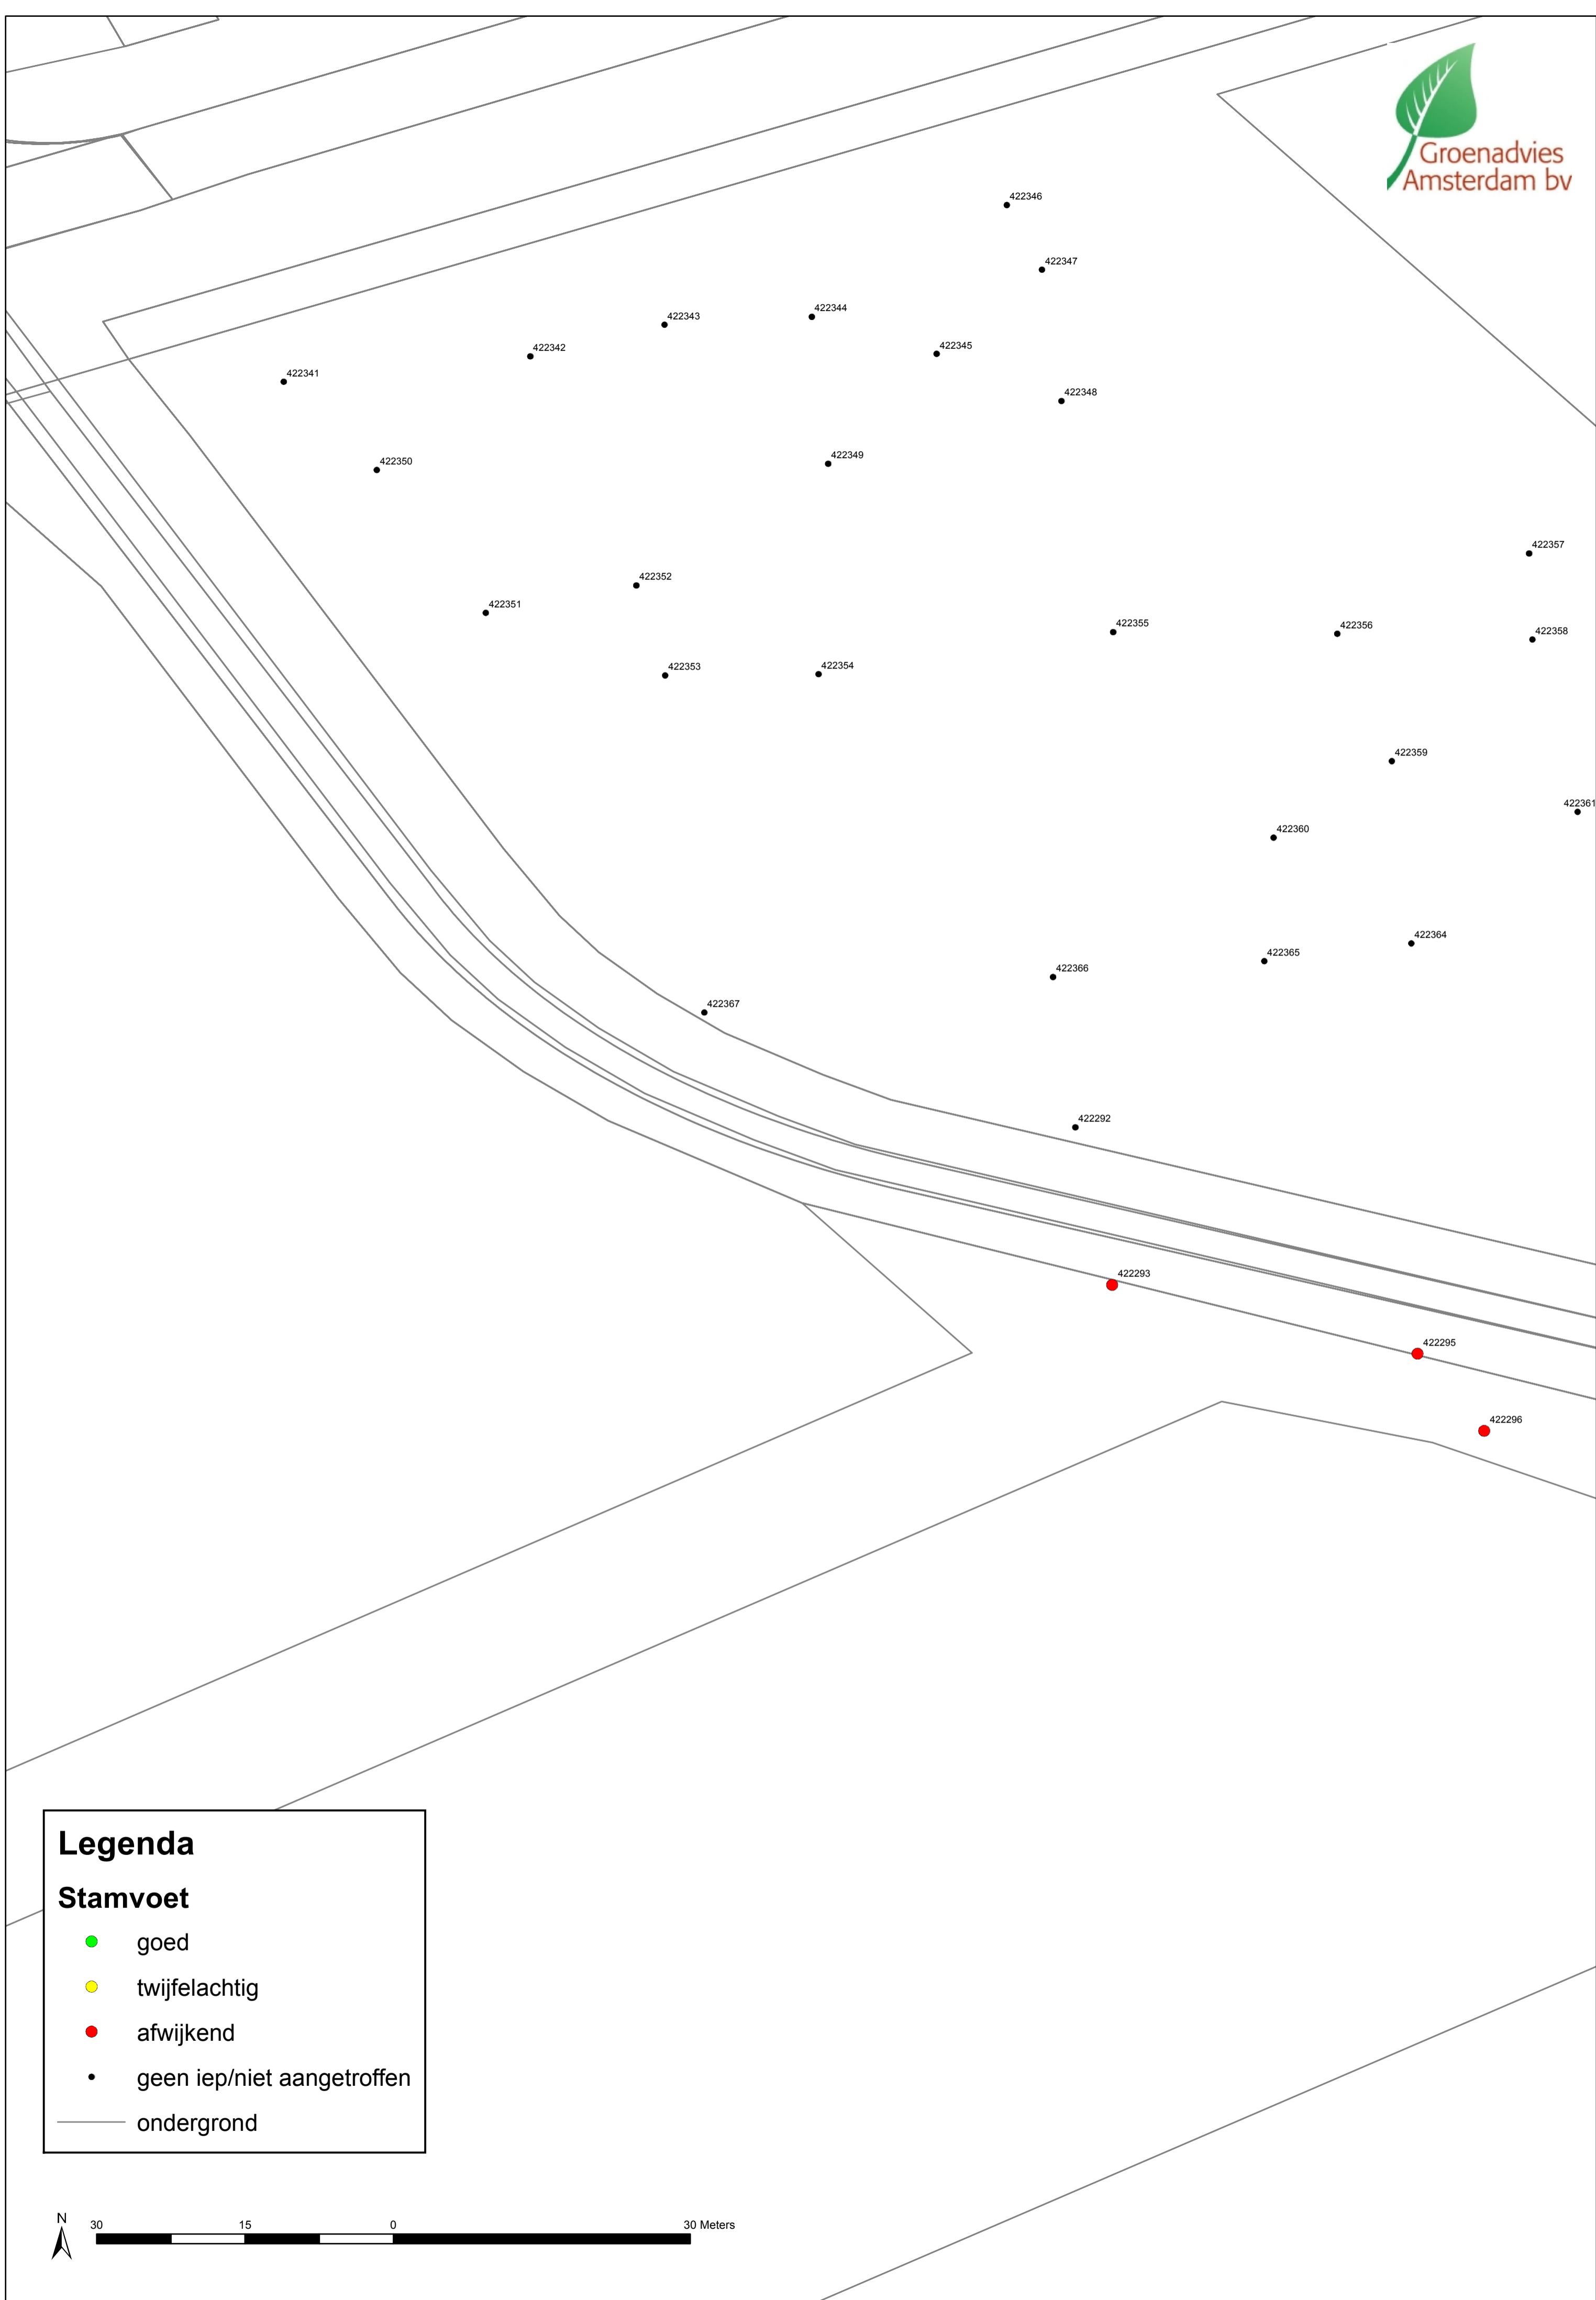 Groenadvies
Amsterdam bv
422346
422347
422344
422343
422345
422342
422341
422348
422349
422350
422357
422352
422351
422355
422356
422358
422353
422354
422359
422361
422360
422364
422365
422366
422367
422292
422293
422295
422296
Legenda
Stamvoet
goed
twijfelachtig
afwijkend
geen iep/niet aangetroffen
ondergrond
N
30 15 0 30 Meters